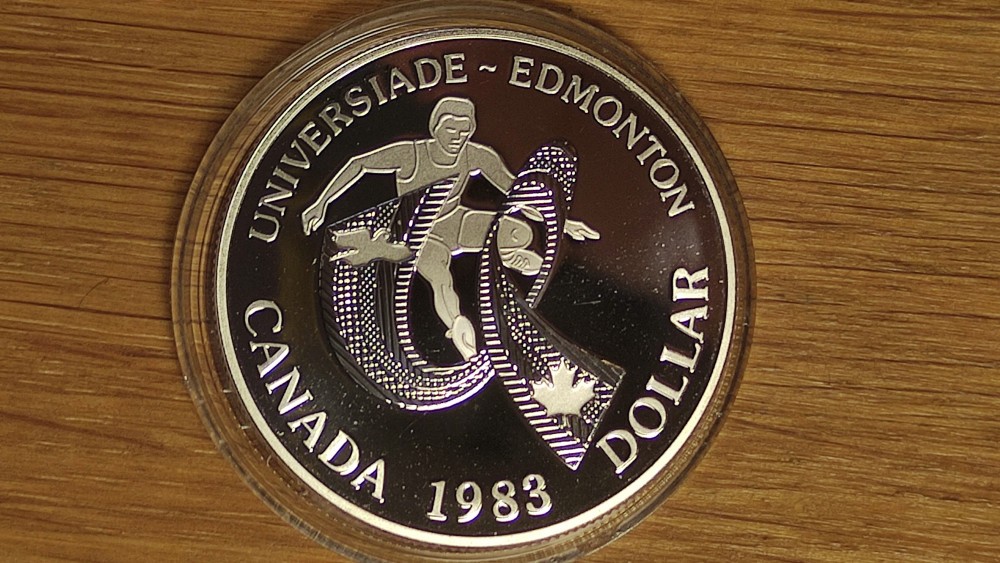 UNIVERSIADE ~ EDMONTON
CANADA 1983 DOLLAR